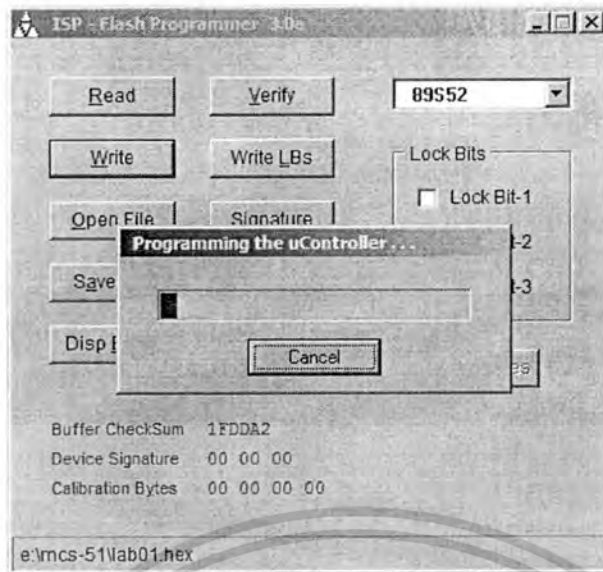 ISP - Flash Programmer 3.0a
Read
Verify
89S52
Write
Write LBs
Lock Bits
Lock Bit-1
Open File
Signature
Programming the uController . . .
t-2
Save
t-3
Disp
Cancel
es
Buffer CheckSum 1FDDA2
Device Signature 00 00 00
Calibration Bytes 00 00 00 00
e:\mcs-51\lab01.hex